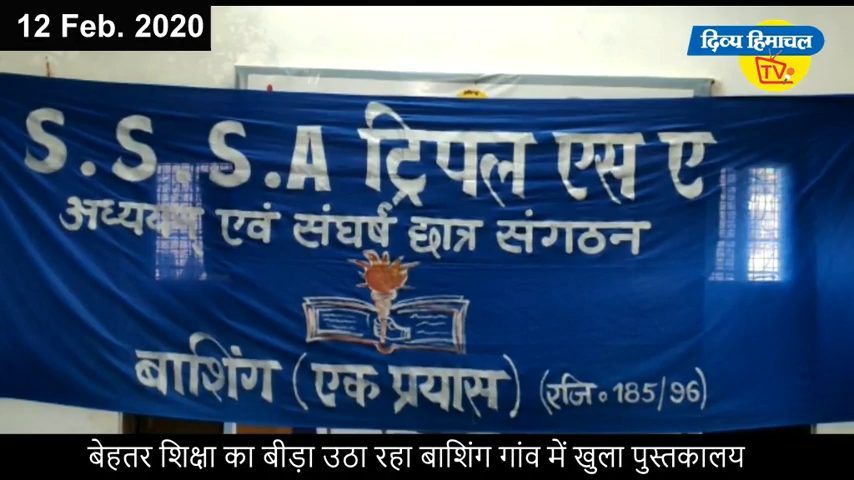 12 Feb. 2020
दिव्य हिमाचल
TV
S.S.S.A ट्रिपल एस ए
अध्ययन एवं संघर्ष छात्र संगठन
बाशिंग (एक प्रयास) (रजि॰ 185/96)
बेहतर शिक्षा का बीड़ा उठा रहा बाशिंग गांव में खुला पुस्तकालय